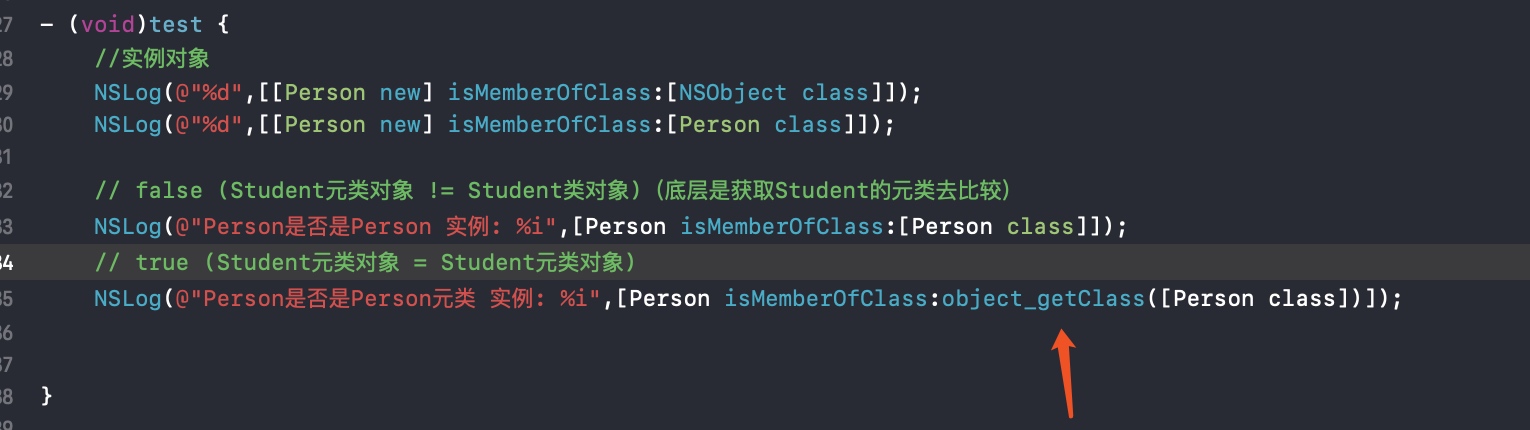 27 - (void)test {
28 //实例对象
29 NSLog(@"%d",[[Person new] isMemberOfClass:[NSObject class]]);
30 NSLog(@"%d",[[Person new] isMemberOfClass:[Person class]]);
31
32 // false (Student元类对象 != Student类对象)（底层是获取Student的元类去比较）
33 NSLog(@"Person是否是Person 实例: %i",[Person isMemberOfClass:[Person class]]);
34 // true (Student元类对象 = Student元类对象)
35 NSLog(@"Person是否是Person元类 实例: %i",[Person isMemberOfClass:object_getClass([Person class])]);
36
37
38 }
39